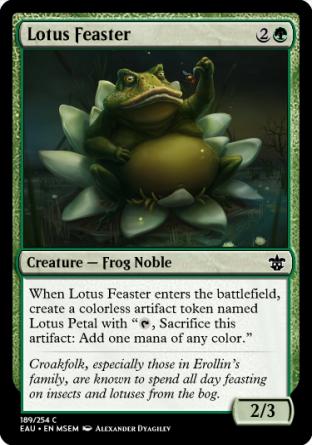 Lotus Feaster 2
Creature — Frog Noble
When Lotus Feaster enters the battlefield,
create a colorless artifact token named
Lotus Petal with “, Sacrifice this
artifact: Add one mana of any color.”
Croakfolk, especially those in Erollin’s
family, are known to spend all day feasting
on insects and lotuses from the bog.
2/3
189/254 C
EAU • EN MSEM Alexander Dyagilev